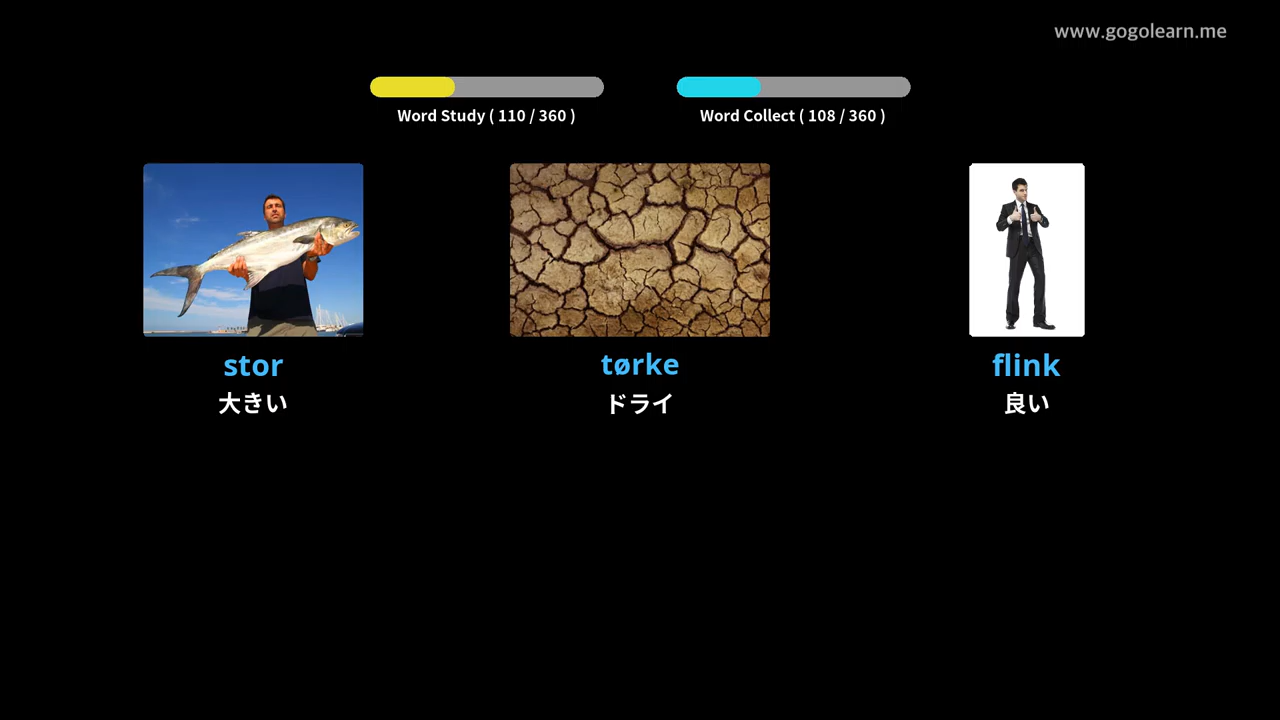 www.gogolearn.me
Word Study ( 110 / 360 )
Word Collect ( 108 / 360 )
stor
tørke
flink
大きい
ドライ
良い